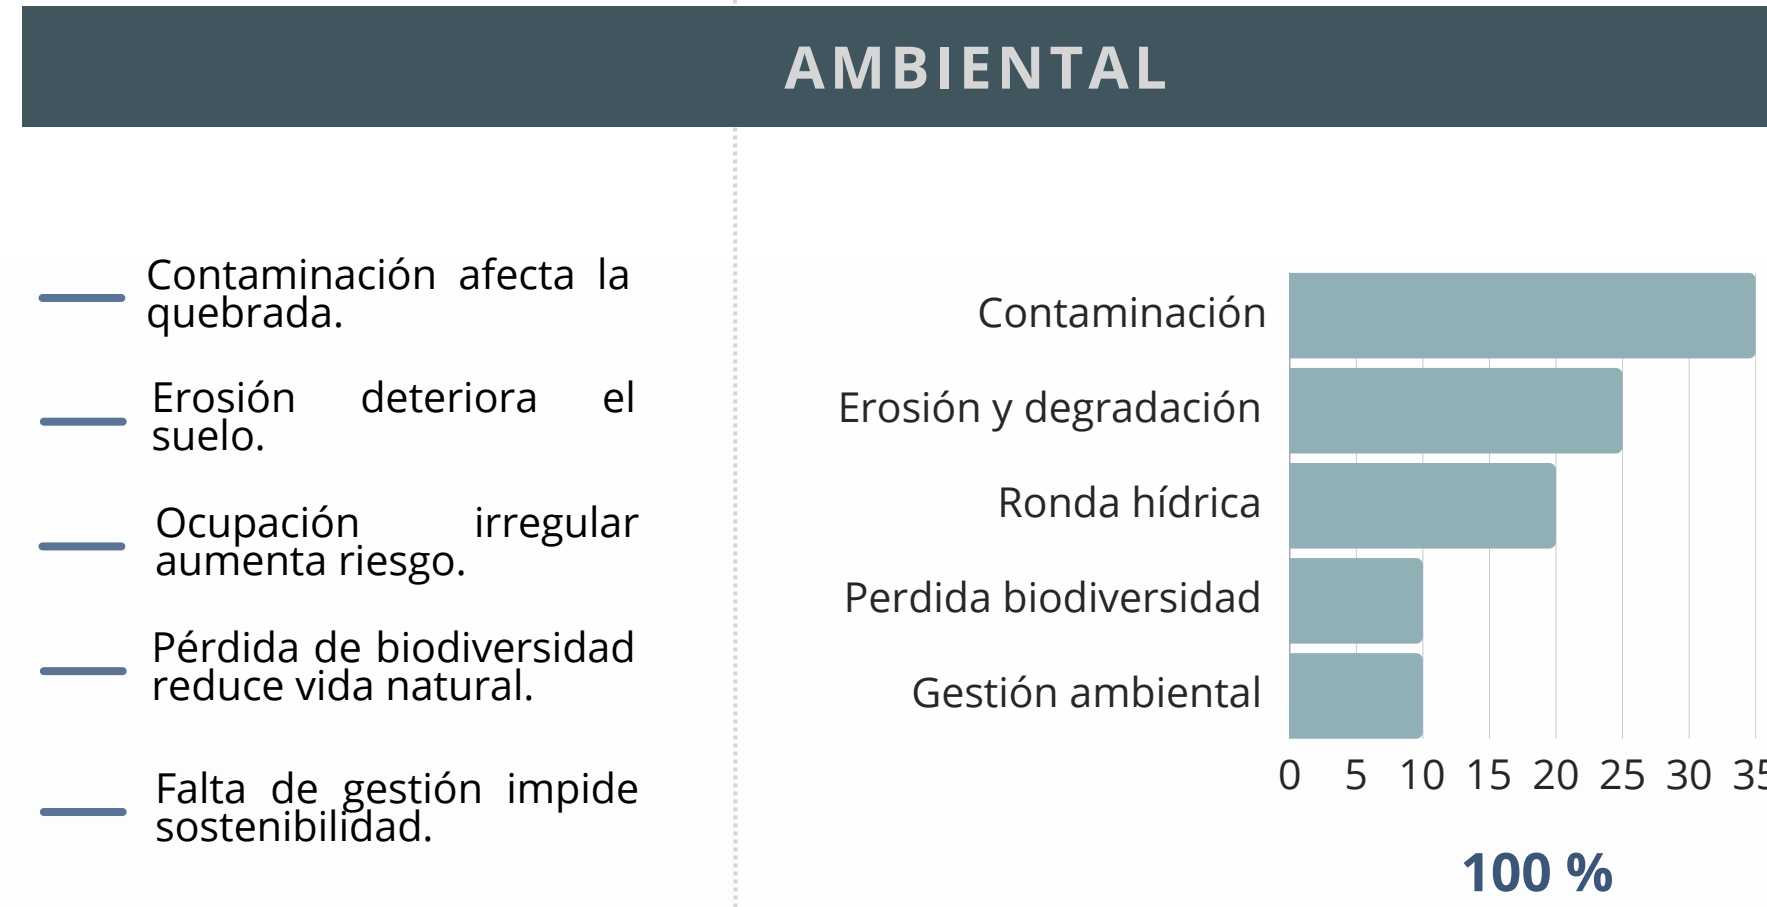 AMBIENTAL
Contaminación afecta la
quebrada.
Erosión deteriora el
suelo.
Ocupación irregular
aumenta riesgo.
Pérdida de biodiversidad
reduce vida natural.
Falta de gestión impide
sostenibilidad.
Contaminación
Erosión y degradación
Ronda hídrica
Perdida biodiversidad
Gestión ambiental
0 5 10 15 20 25 30 35
100 %